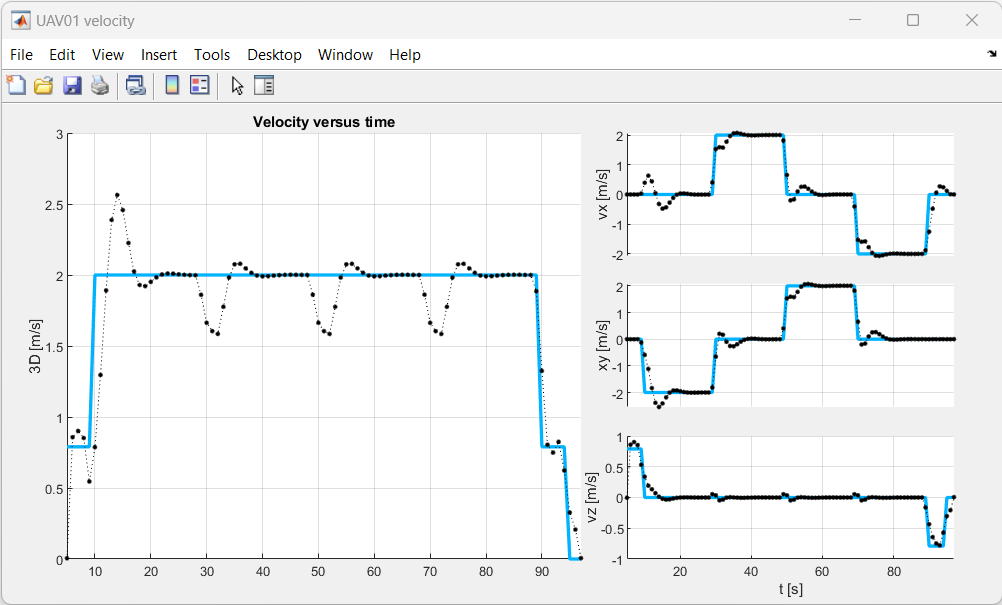 UAV01 velocity
File Edit View Insert Tools Desktop Window Help
Velocity versus time
3D [m/s]
3
2.5
2
1.5
1
0.5
0
10 20 30 40 50 60 70 80 90
vx [m/s]
2
1
0
-1
-2
xy [m/s]
2
1
0
-1
-2
vz [m/s]
1
0.5
0
-0.5
-1
20 40 60 80
t [s]